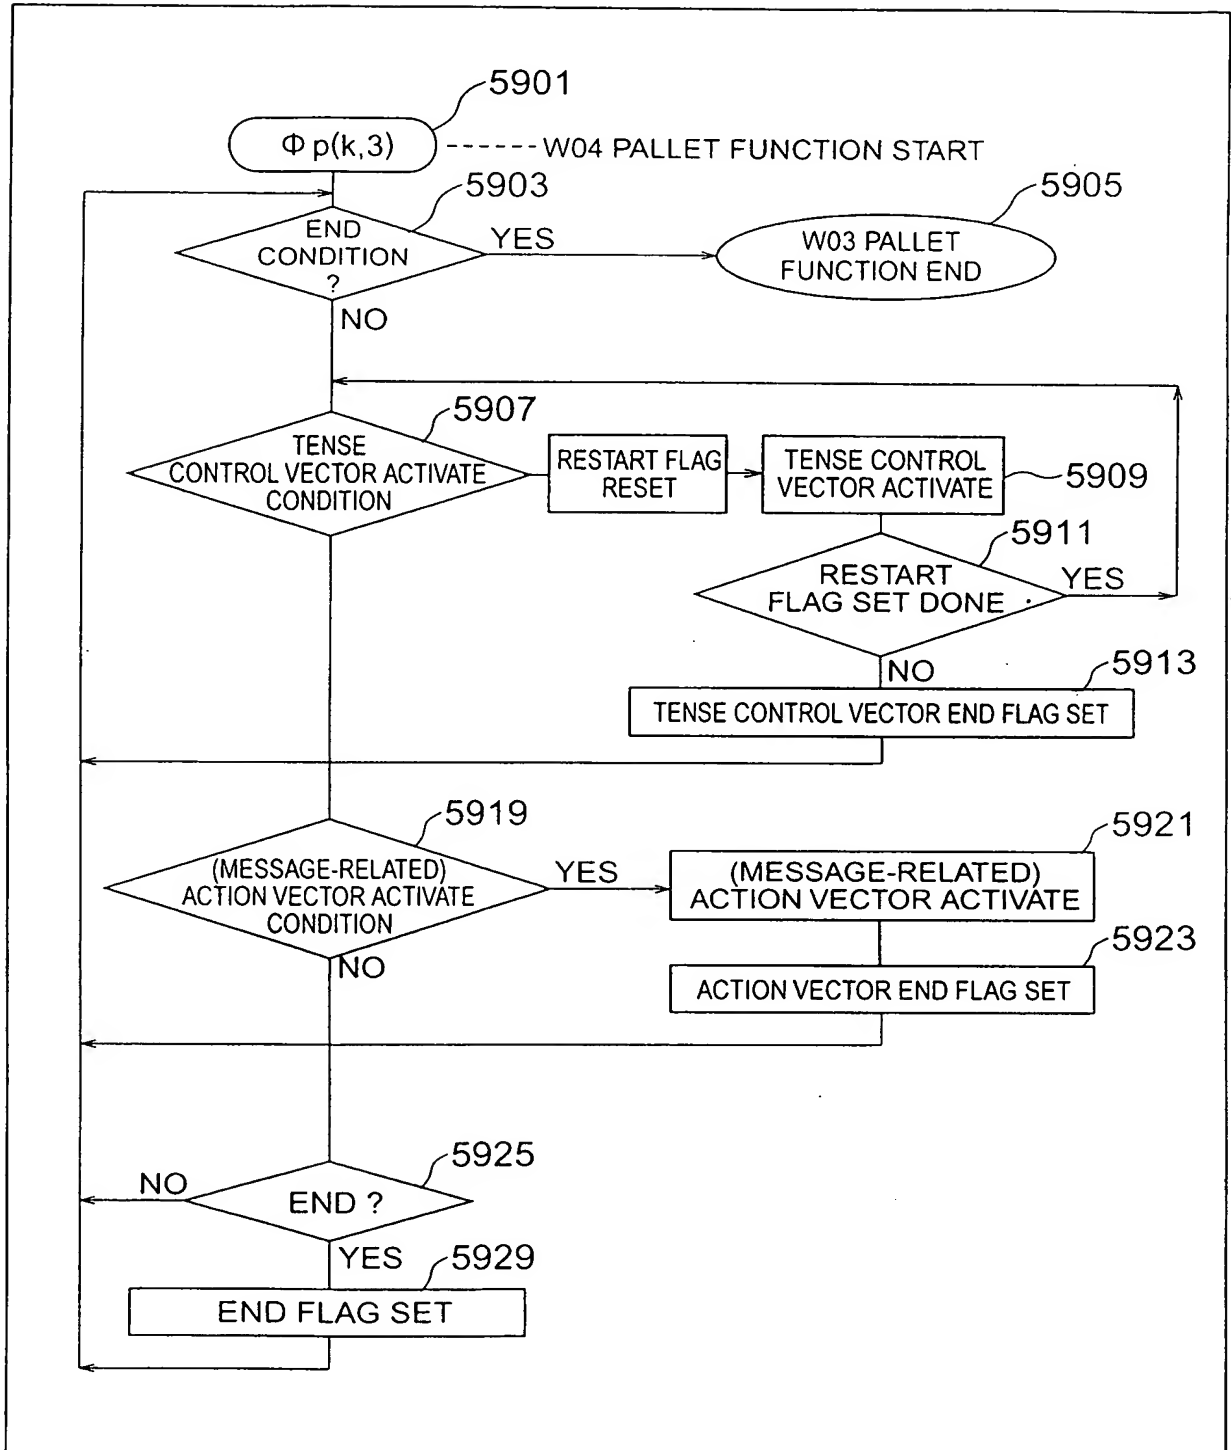 5901
Φ p(k,3)
W04 PALLET FUNCTION START
5903
END
CONDITION
?
YES
5905
W03 PALLET
FUNCTION END
NO
5907
TENSE
CONTROL VECTOR ACTIVATE
CONDITION
RESTART FLAG
RESET
TENSE CONTROL
VECTOR ACTIVATE
5909
5911
RESTART
FLAG SET DONE
YES
NO
5913
TENSE CONTROL VECTOR END FLAG SET
5919
(MESSAGE-RELATED)
ACTION VECTOR ACTIVATE
CONDITION
YES
5921
(MESSAGE-RELATED)
ACTION VECTOR ACTIVATE
NO
5923
ACTION VECTOR END FLAG SET
5925
NO
END ?
YES
5929
END FLAG SET